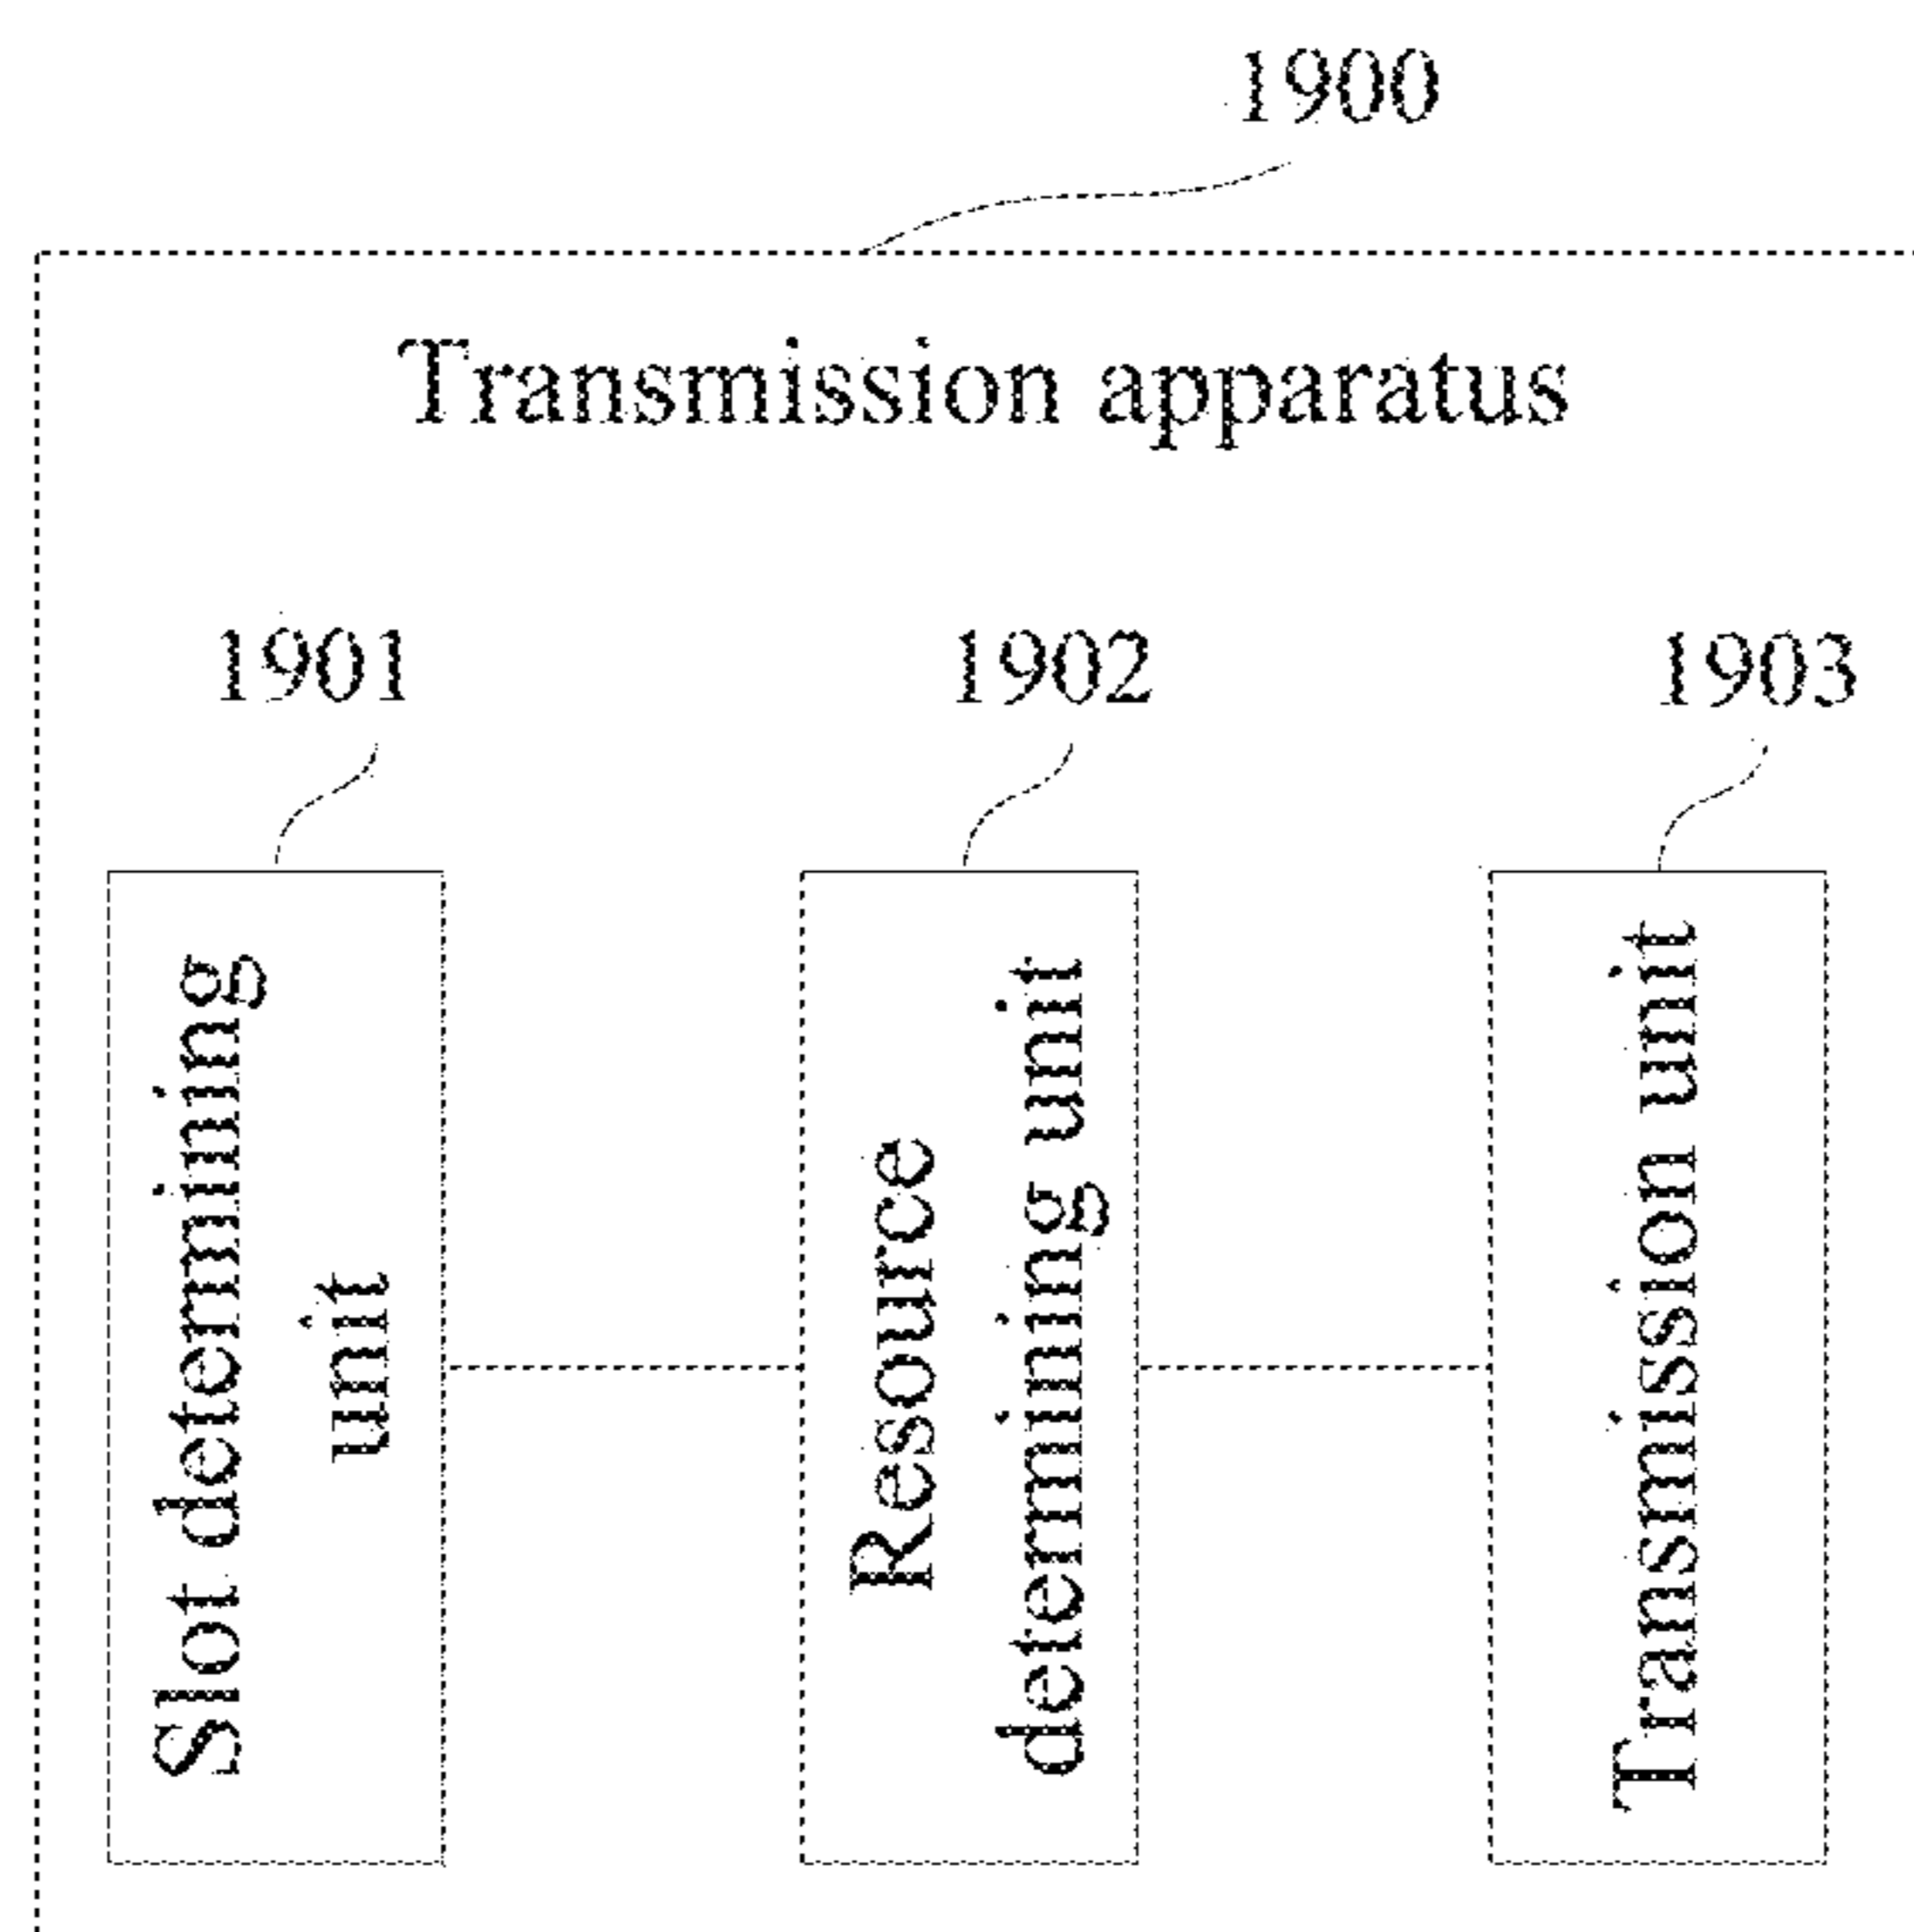 1900
Transmission apparatus
1901
1902
1903
Slot determining
unit
Resource
determining unit
Transmission unit